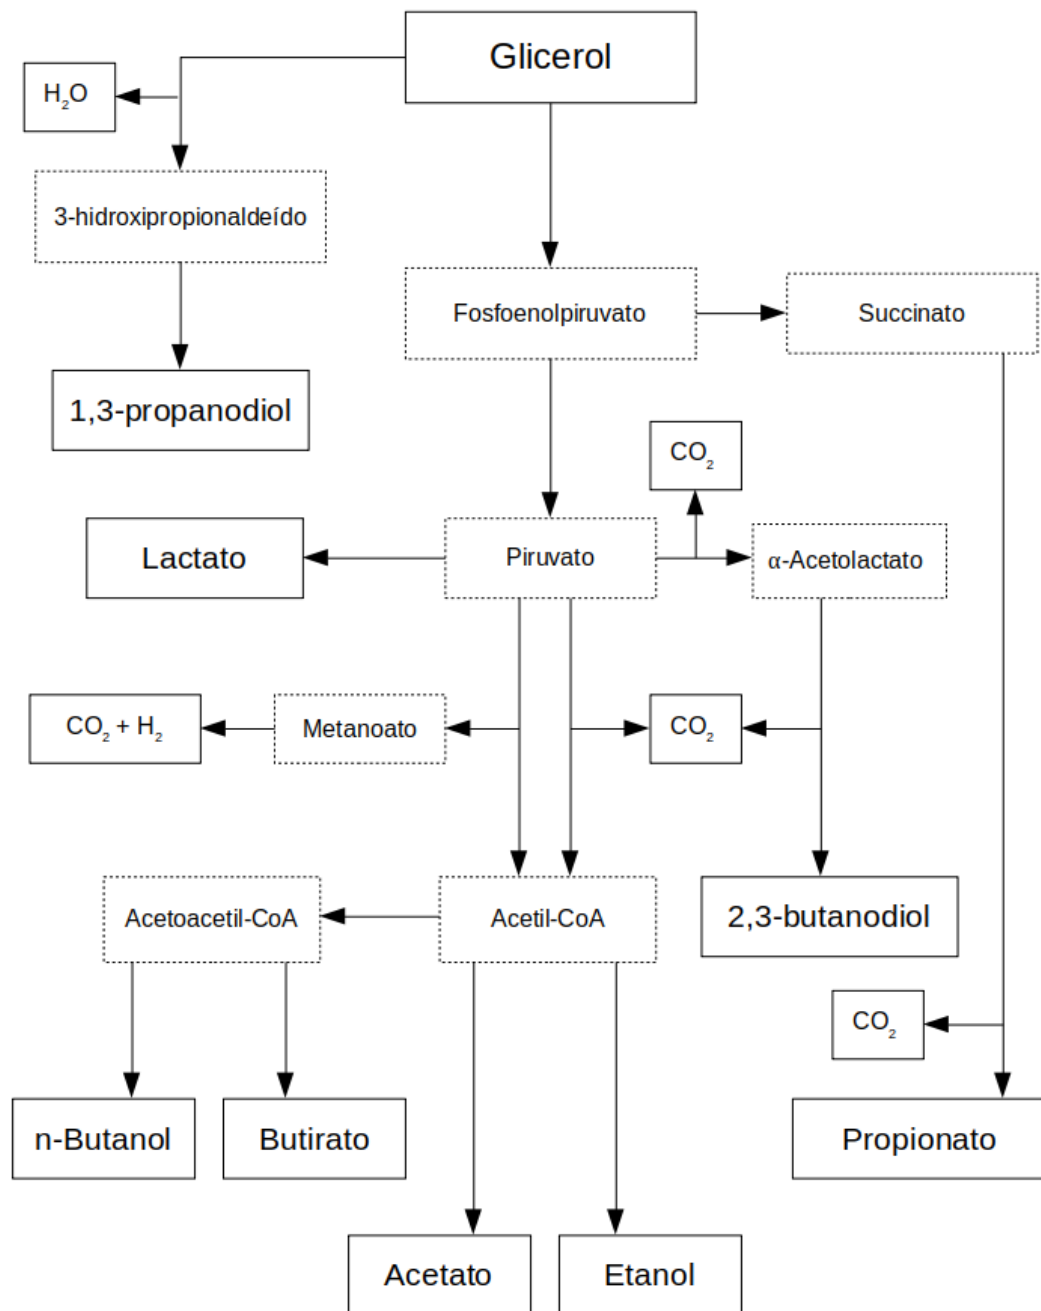 Glicerol
H₂O
3-hidroxipropionaldeído
Fosfoenolpiruvato
Succinato
1,3-propanodiol
CO₂
Lactato
Piruvato
α-Acetolactato
CO₂ + H₂
Metanoato
CO₂
Acetoacetil-CoA
Acetil-CoA
2,3-butanodiol
CO₂
n-Butanol
Butirato
Propionato
Acetato
Etanol